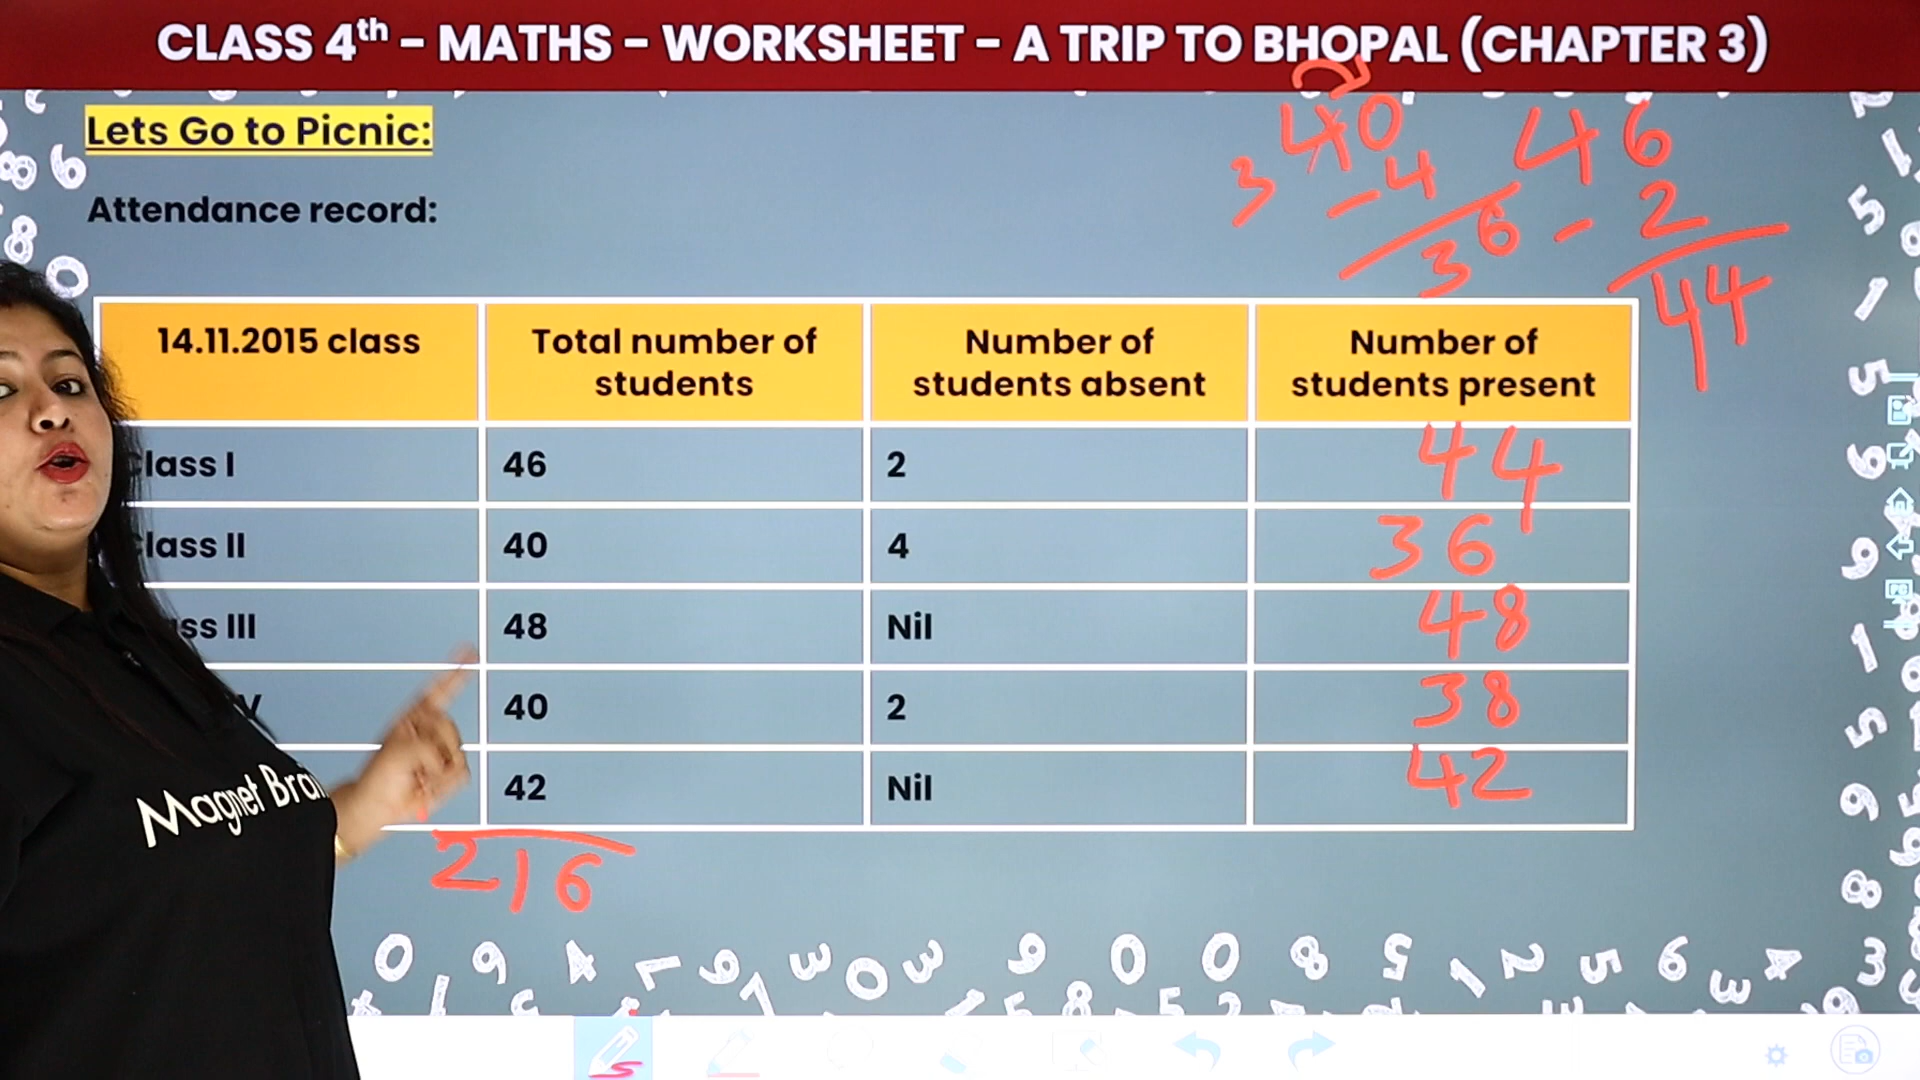 CLASS 4th - MATHS - WORKSHEET - A TRIP TO BHOPAL (CHAPTER 3)
Lets Go to Picnic:
Attendance record:
40
3
- 4
36
46
- 2
44
14.11.2015 class
Total number of students
Number of students absent
Number of students present
lass I 46 2 44
lass II 40 4 36
ss III 48 Nil 48
V 40 2 38
42 Nil 42
216
Magnet Brai